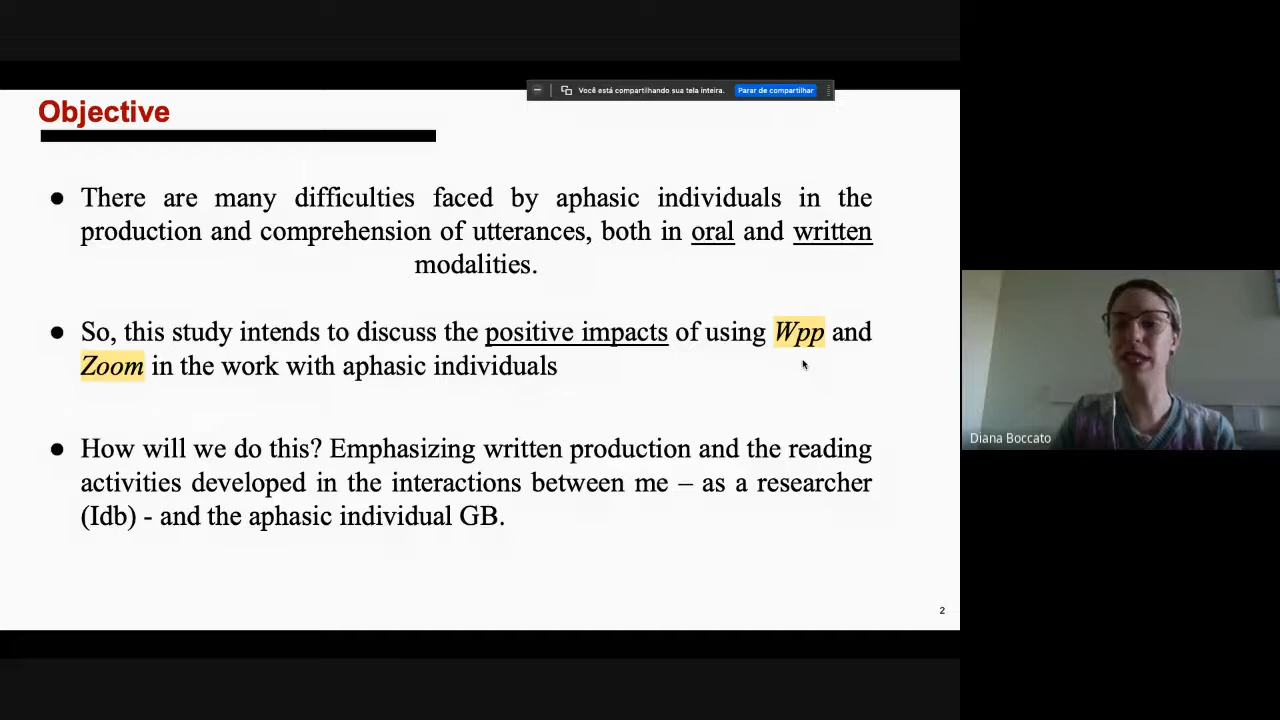 Você está compartilhando sua tela inteira.
Parar de compartilhar
Objective
● There are many difficulties faced by aphasic individuals in the
production and comprehension of utterances, both in oral and written
modalities.
● So, this study intends to discuss the positive impacts of using Wpp and
Zoom in the work with aphasic individuals
● How will we do this? Emphasizing written production and the reading
activities developed in the interactions between me – as a researcher
(Idb) - and the aphasic individual GB.
Diana Boccato
2